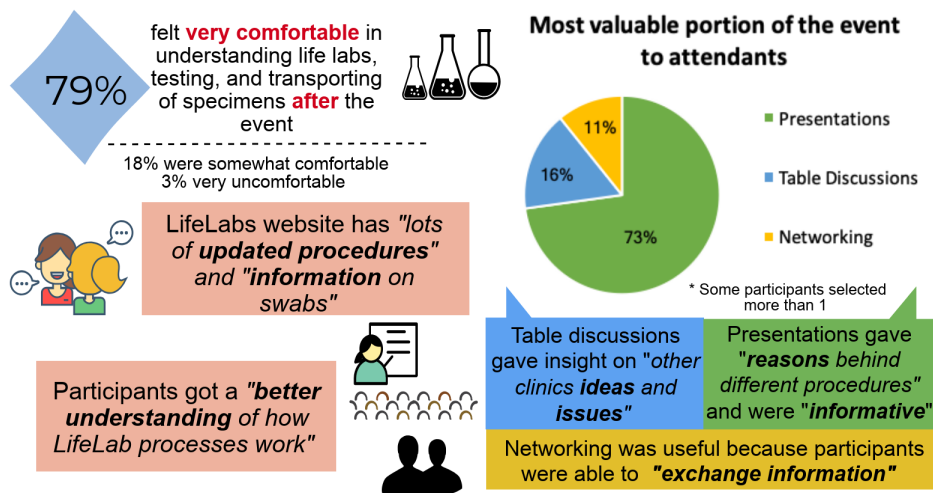 79%
felt very comfortable in
understanding life labs,
testing, and transporting
of specimens after the
event
18% were somewhat comfortable
3% very uncomfortable
LifeLabs website has "lots
of updated procedures"
and "information on
swabs"
Participants got a "better
understanding of how
LifeLab processes work"
Most valuable portion of the event
to attendants
11%
16%
73%
Presentations
Table Discussions
Networking
* Some participants selected
more than 1
Table discussions
gave insight on "other
clinics ideas and
issues"
Presentations gave
"reasons behind
different procedures"
and were "informative"
Networking was useful because participants
were able to "exchange information"